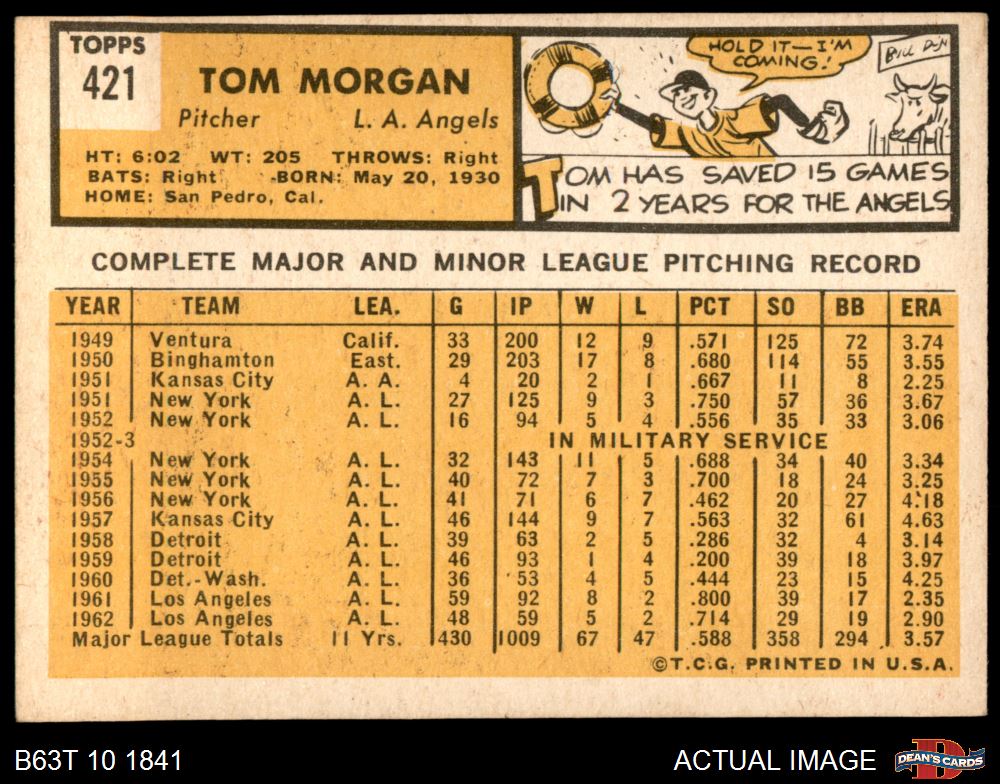 TOPPS
421
TOM MORGAN
Pitcher L. A. Angels
HT: 6:02 WT: 205 THROWS: Right
BATS: Right BORN: May 20, 1930
HOME: San Pedro, Cal.
HOLD IT—I'M
COMING!
TOM HAS SAVED 15 GAMES
IN 2 YEARS FOR THE ANGELS
COMPLETE MAJOR AND MINOR LEAGUE PITCHING RECORD
YEAR TEAM LEA. G IP W L PCT SO BB ERA
1949 Ventura Calif. 33 200 12 9 .571 125 72 3.74
1950 Binghamton East. 29 203 17 8 .680 114 55 3.55
1951 Kansas City A. A. 4 20 2 1 .667 11 8 2.25
1951 New York A. L. 27 125 9 3 .750 57 36 3.67
1952 New York A. L. 16 94 5 4 .556 35 33 3.06
1952-3 IN MILITARY SERVICE
1954 New York A. L. 32 143 11 5 .688 34 40 3.34
1955 New York A. L. 40 72 7 3 .700 18 24 3.25
1956 New York A. L. 41 71 6 7 .462 20 27 4.18
1957 Kansas City A. L. 46 144 9 7 .563 32 61 4.63
1958 Detroit A. L. 39 63 2 5 .286 32 4 3.14
1959 Detroit A. L. 46 93 1 4 .200 39 18 3.97
1960 Det.-Wash. A. L. 36 53 4 5 .444 23 15 4.25
1961 Los Angeles A. L. 59 92 8 2 .800 39 17 2.35
1962 Los Angeles A. L. 48 59 5 2 .714 29 19 2.90
Major League Totals 11 Yrs. 430 1009 67 47 .588 358 294 3.57
©T.C.G. PRINTED IN U.S.A.
B63T 10 1841 ACTUAL IMAGE
DEAN'S CARDS